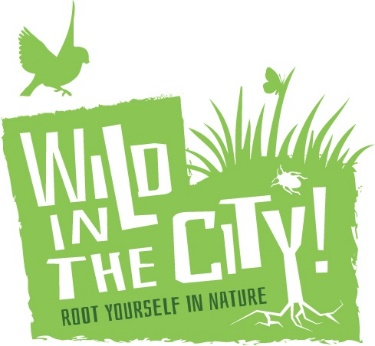 WiLD
IN
THE CiTY!
ROOT YOURSELF IN NATURE